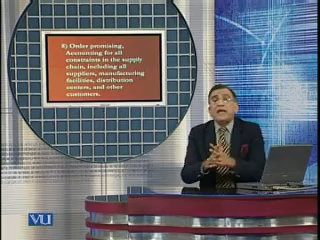 8) Order promising,
Accounting for all
constraints in the supply
chain, including all
suppliers, manufacturing
facilities, distribution
centers, and other
customers.
VU